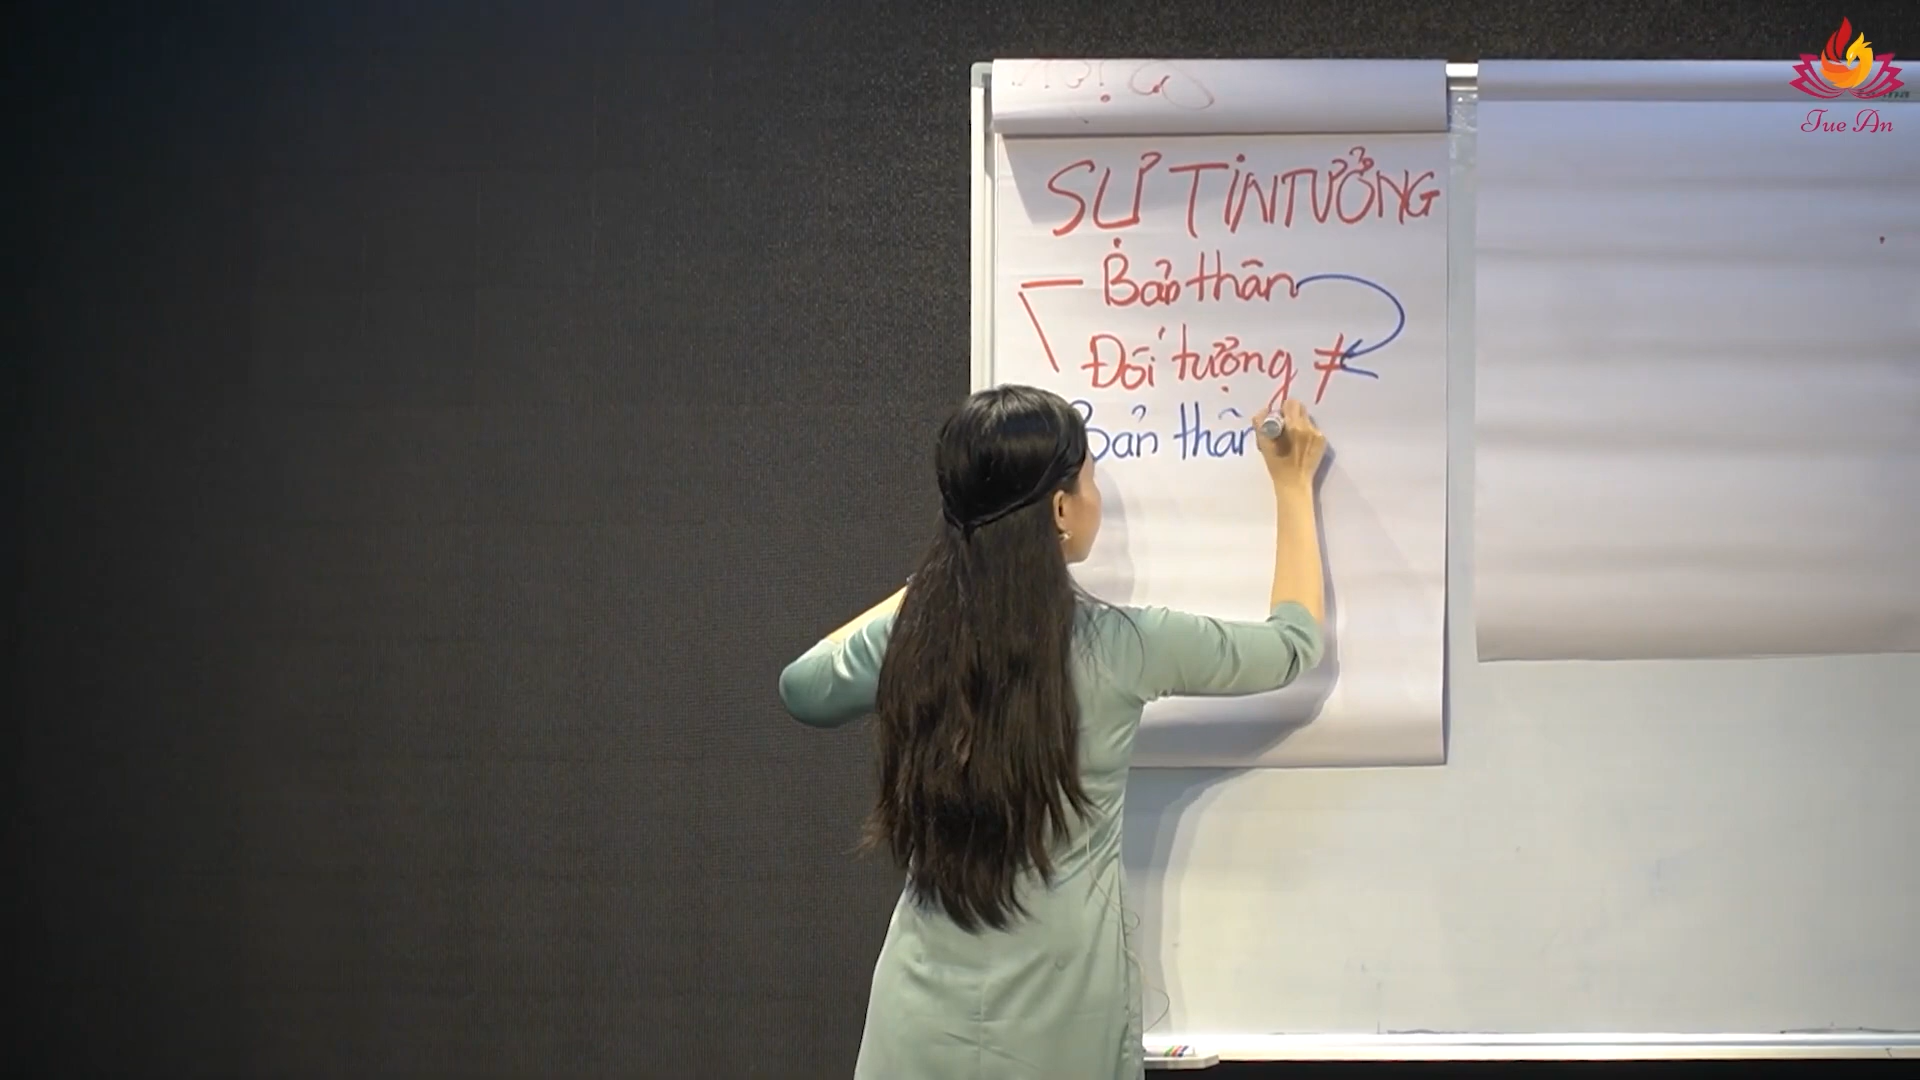 Tue An
SỰ TIN TƯỞNG
Bản thân
Đối tượng ≠
Bản thân